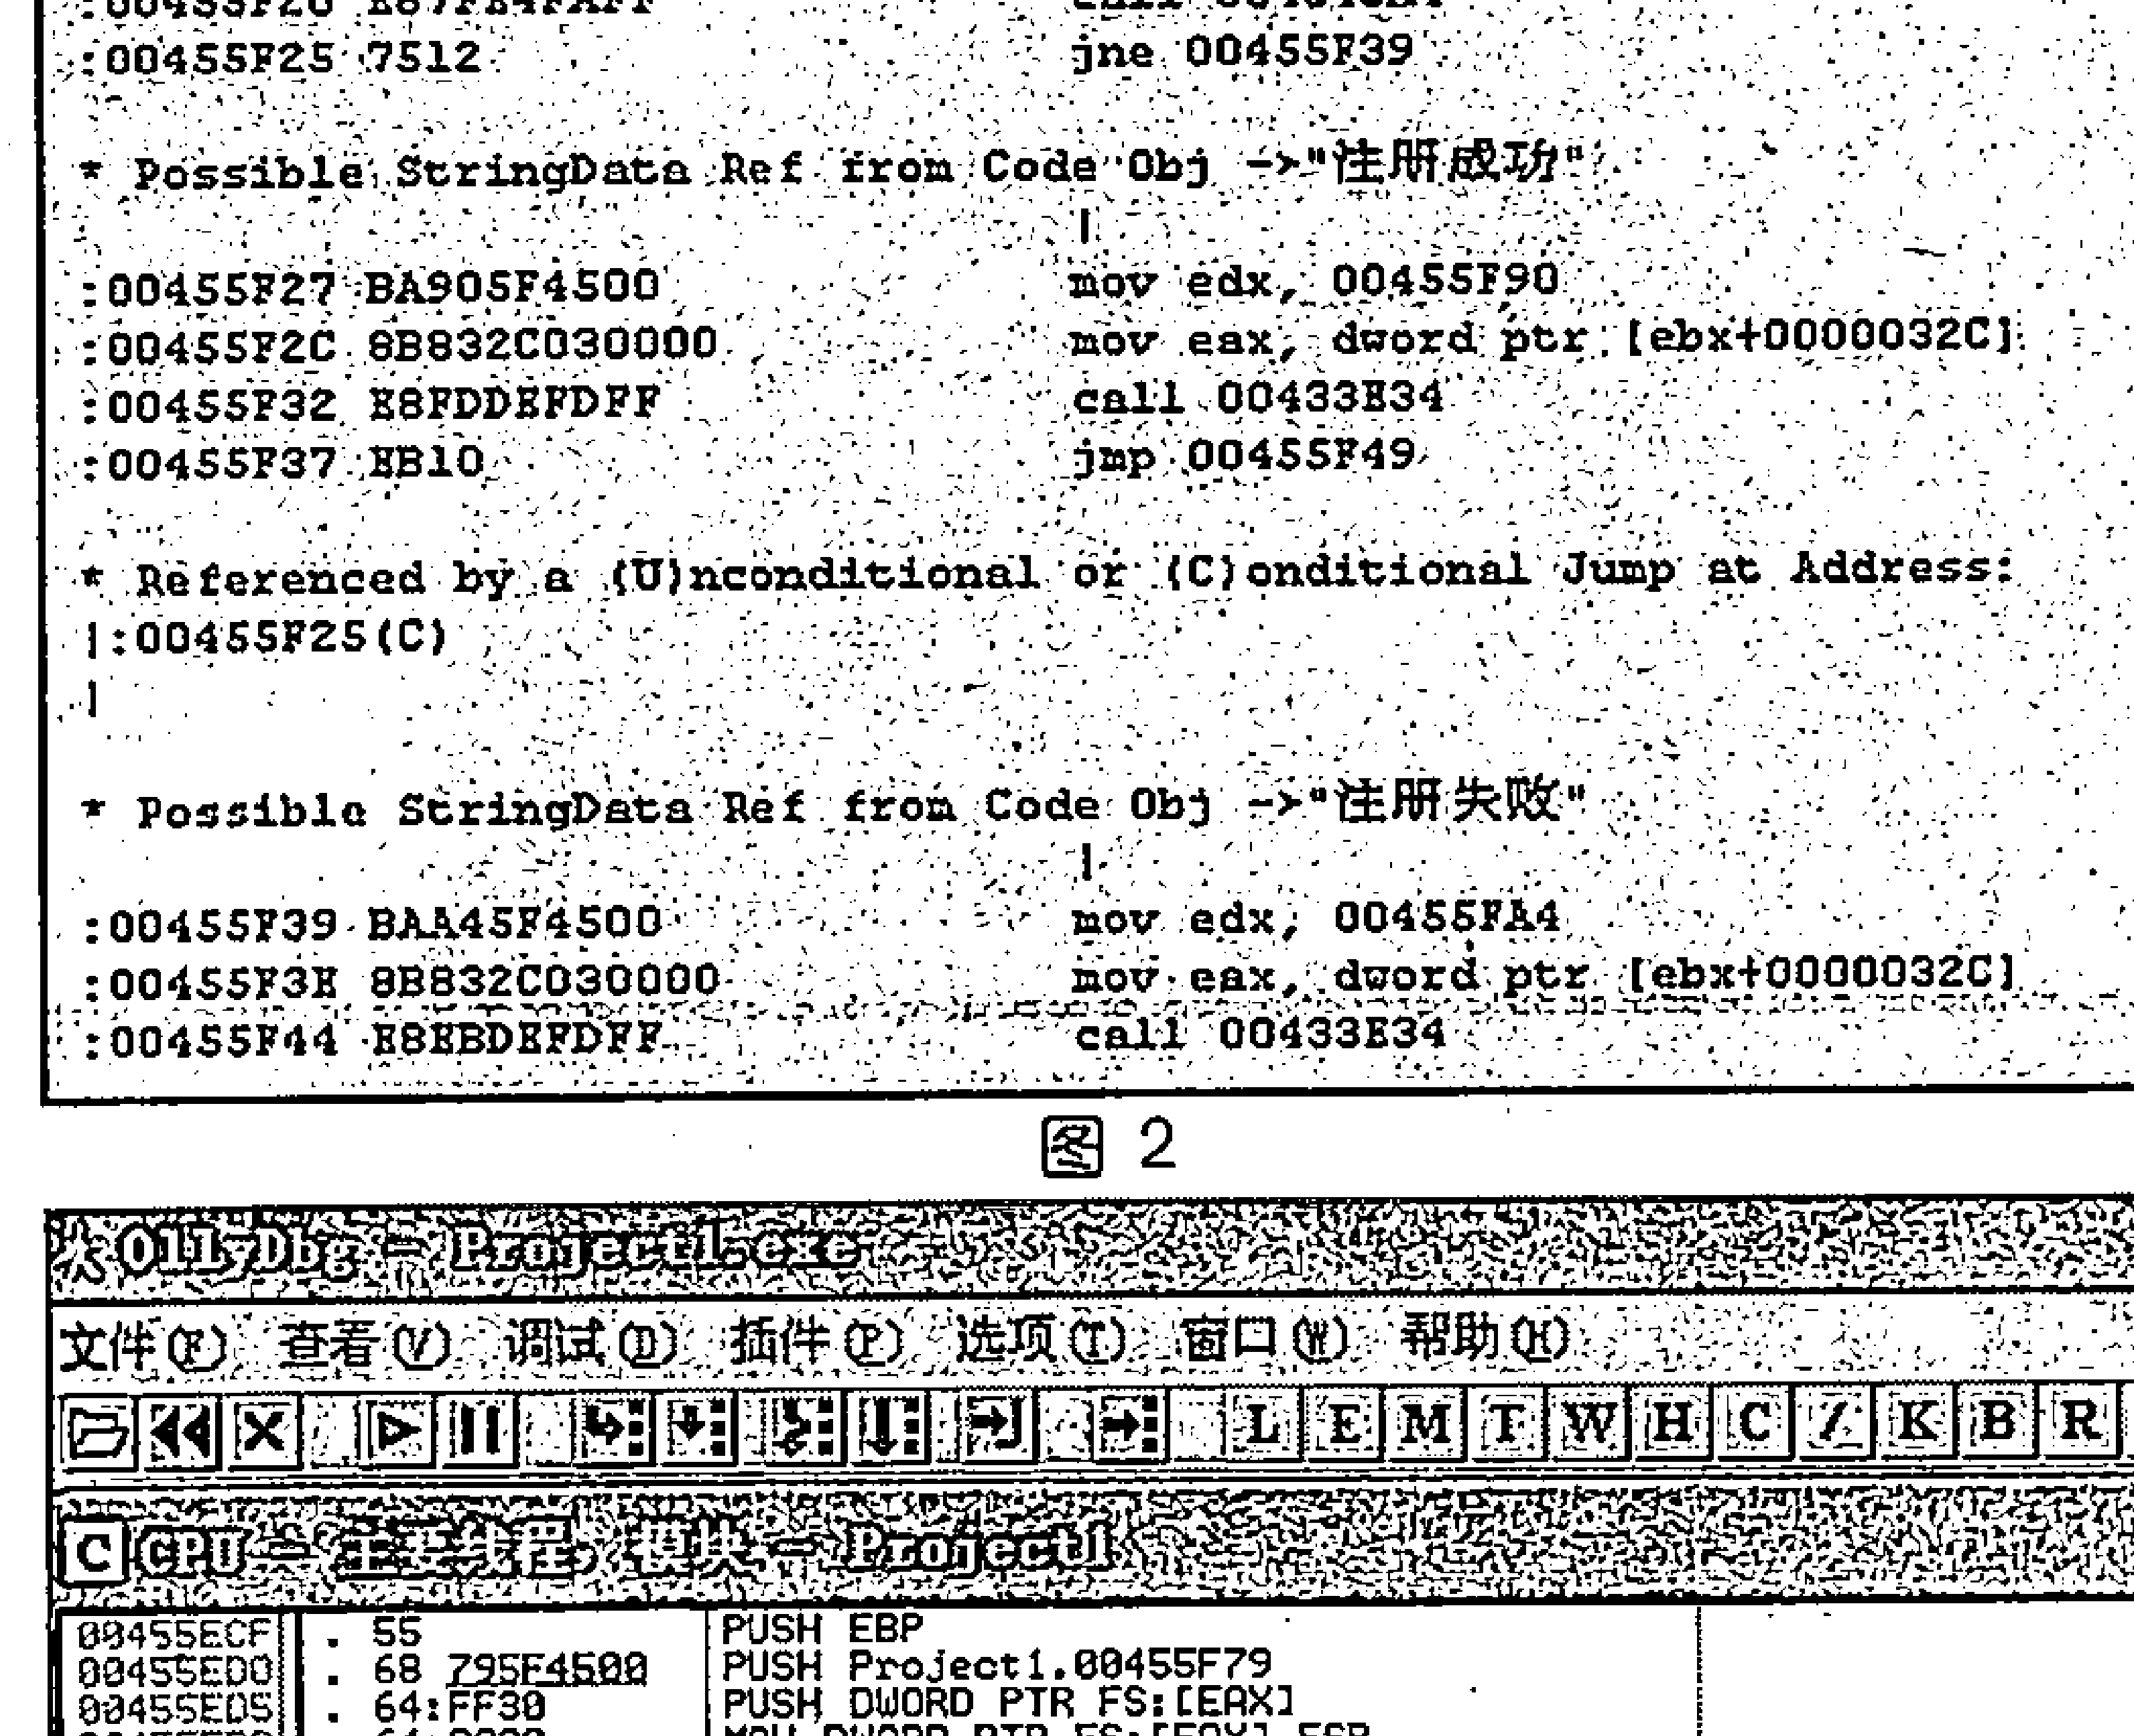 :00455F25 7512 jne 00455F39
* Possible StringData Ref from Code Obj ->"注册成功"
|
:00455F27 BA905F4500 mov edx, 00455F90
:00455F2C 8B832C030000 mov eax, dword ptr [ebx+0000032C]
:00455F32 E8FDDEFDFF call 00433E34
:00455F37 EB10 jmp 00455F49
* Referenced by a (U)nconditional or (C)onditional Jump at Address:
|:00455F25(C)
|
* Possible StringData Ref from Code Obj ->"注册失败"
|
:00455F39 BAA45F4500 mov edx, 00455FA4
:00455F3E 8B832C030000 mov eax, dword ptr [ebx+0000032C]
:00455F44 E8EBDEFDFF call 00433E34
图 2
OllyDbg - Project1.exe
文件(F) 查看(V) 调试(D) 插件(P) 选项(T) 窗口(W) 帮助(H)
L E M T W H C / K B R
C CPU - 主要线程, 模块 - Project1
00455ECF . 55 PUSH EBP
00455ED0 . 68 795F4500 PUSH Project1.00455F79
00455ED5 . 64:FF30 PUSH DWORD PTR FS:[EAX]